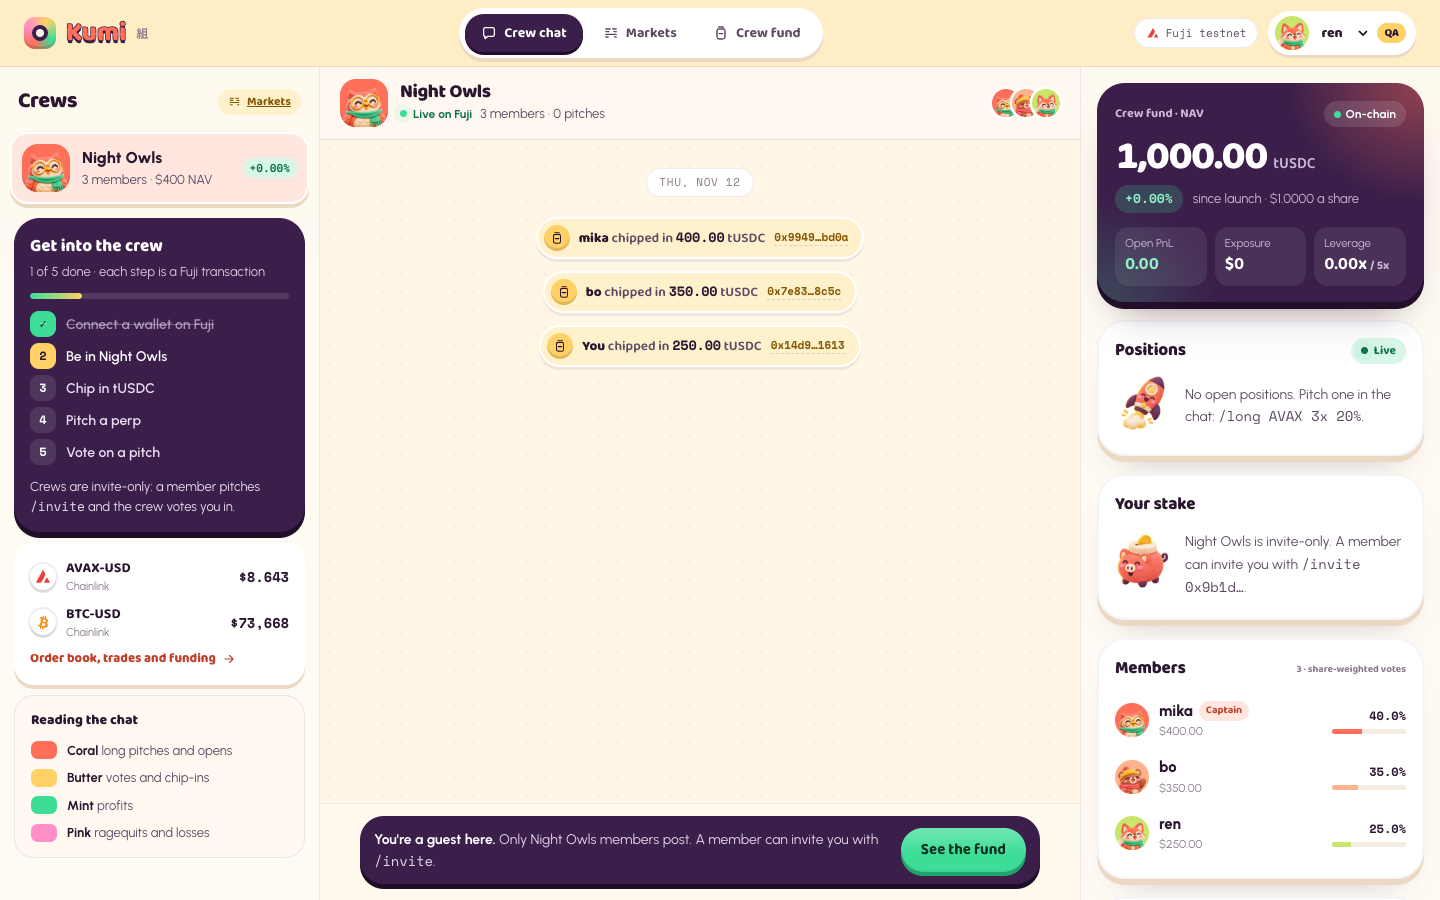 Kumi 組
Crew chat
Markets
Crew fund
Fuji testnet
ren
QA
Crews
Markets
Night Owls
3 members · $400 NAV
+0.00%
Get into the crew
1 of 5 done · each step is a Fuji transaction
✓ Connect a wallet on Fuji
2 Be in Night Owls
3 Chip in tUSDC
4 Pitch a perp
5 Vote on a pitch
Crews are invite-only: a member pitches
/invite and the crew votes you in.
AVAX-USD
Chainlink
$8.643
BTC-USD
Chainlink
$73,668
Order book, trades and funding →
Reading the chat
Coral long pitches and opens
Butter votes and chip-ins
Mint profits
Pink ragequits and losses
Night Owls
Live on Fuji 3 members · 0 pitches
THU, NOV 12
mika chipped in 400.00 tUSDC 0x9949…bd0a
bo chipped in 350.00 tUSDC 0x7e83…8c5c
You chipped in 250.00 tUSDC 0x14d9…1613
You're a guest here. Only Night Owls members post. A member can invite you with
/invite.
See the fund
Crew fund · NAV
On-chain
1,000.00 tUSDC
+0.00% since launch · $1.0000 a share
Open PnL
0.00
Exposure
$0
Leverage
0.00x / 5x
Positions
Live
No open positions. Pitch one in the
chat: /long AVAX 3x 20%.
Your stake
Night Owls is invite-only. A member
can invite you with /invite
0x9b1d….
Members
3 · share-weighted votes
mika Captain
$400.00
40.0%
bo
$350.00
35.0%
ren
$250.00
25.0%